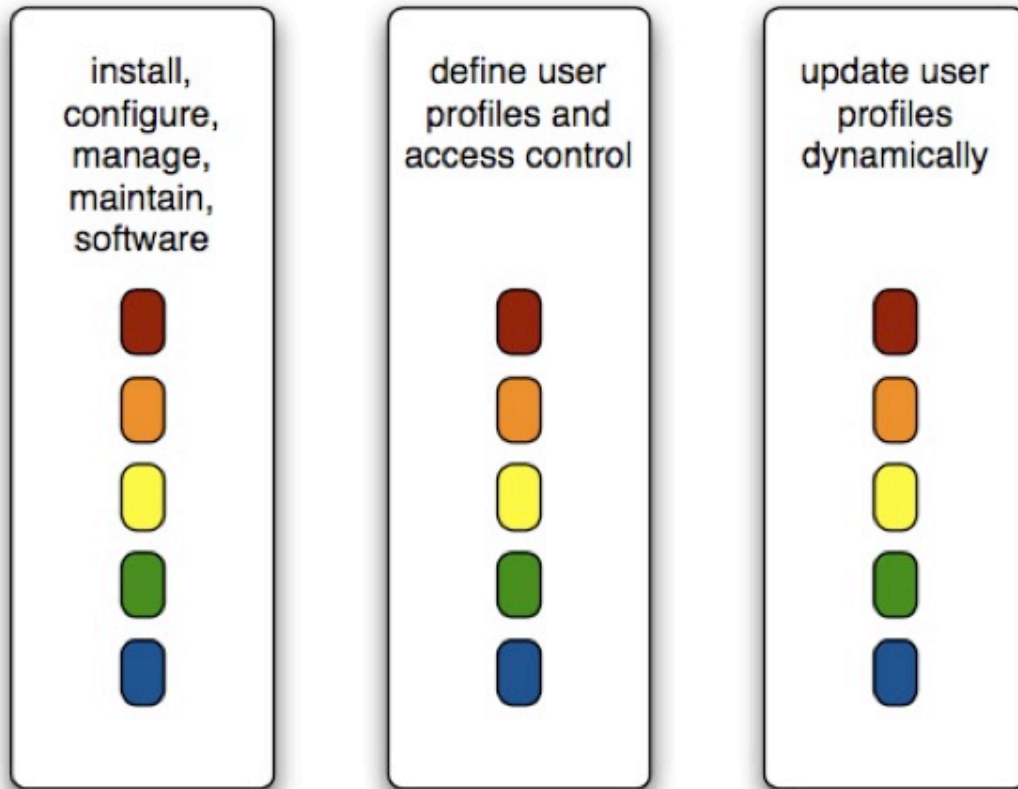 install,
configure,
manage,
maintain,
software
define user
profiles and
access control
update user
profiles
dynamically